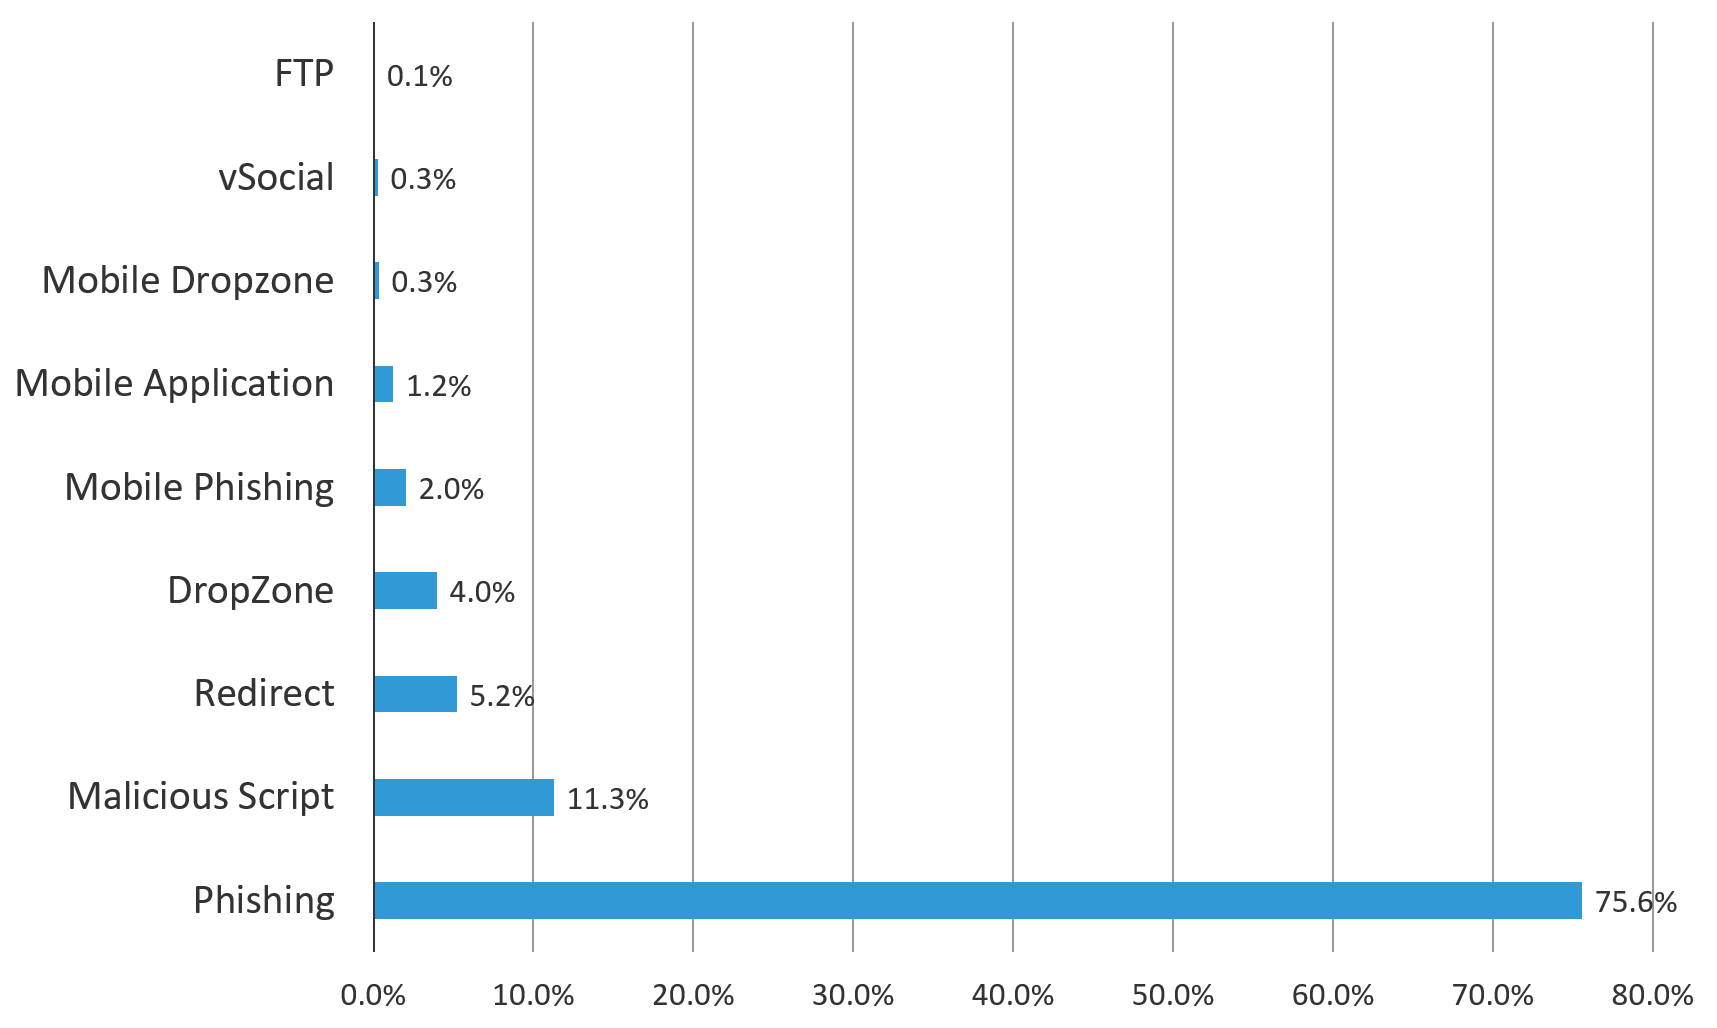 FTP 0.1%
vSocial 0.3%
Mobile Dropzone 0.3%
Mobile Application 1.2%
Mobile Phishing 2.0%
DropZone 4.0%
Redirect 5.2%
Malicious Script 11.3%
Phishing 75.6%
0.0% 10.0% 20.0% 30.0% 40.0% 50.0% 60.0% 70.0% 80.0%